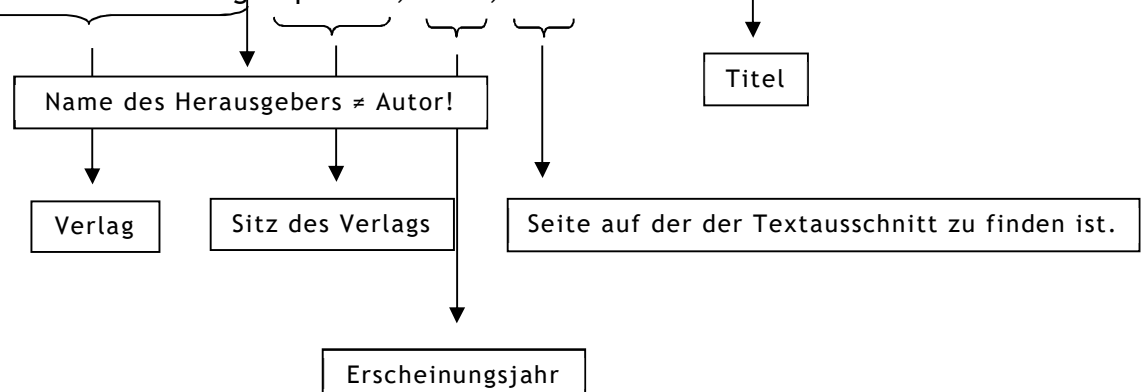 Titel
Name des Herausgebers ≠ Autor!
Verlag
Sitz des Verlags
Seite auf der der Textausschnitt zu finden ist.
Erscheinungsjahr